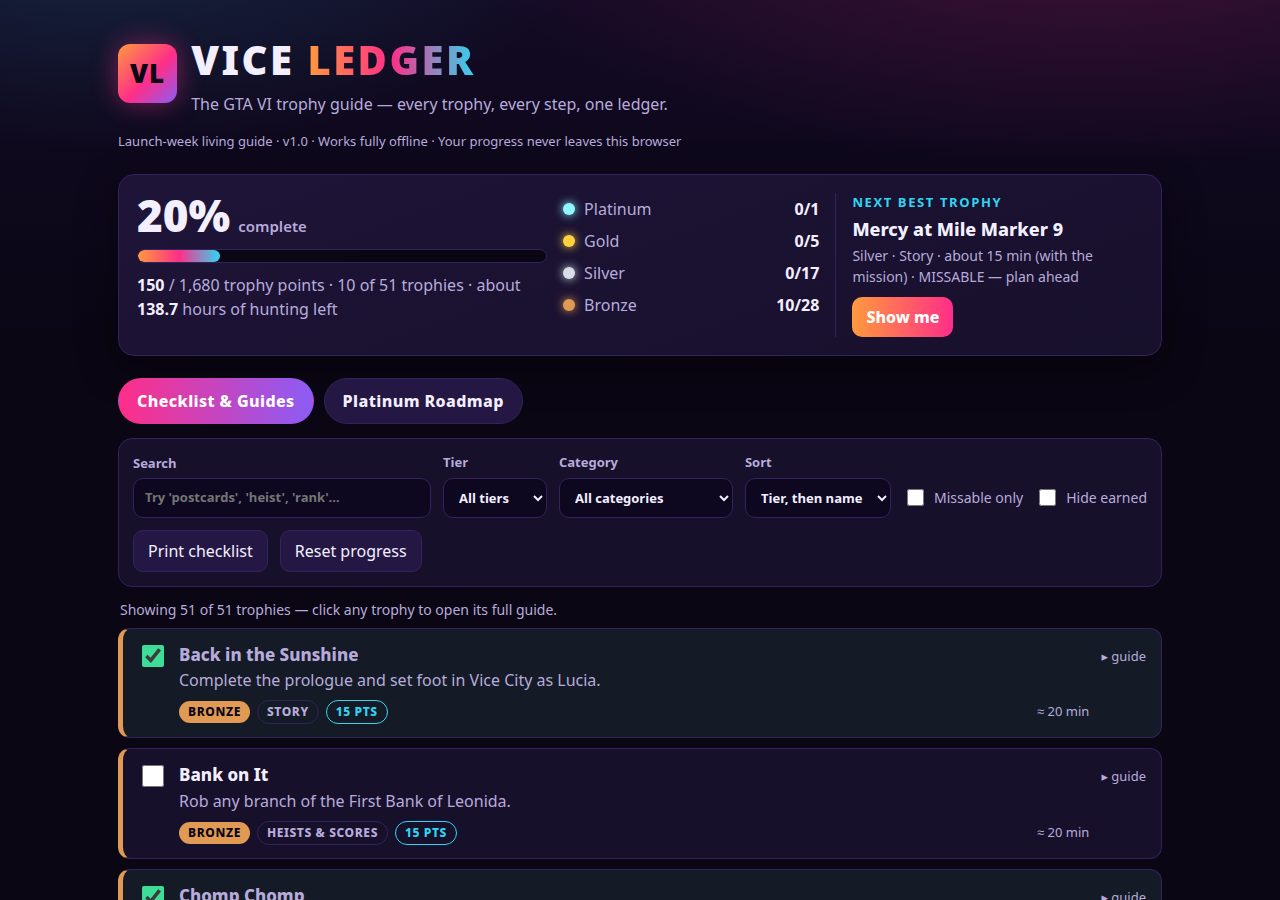 VL
VICE LEDGER
The GTA VI trophy guide — every trophy, every step, one ledger.
Launch-week living guide · v1.0 · Works fully offline · Your progress never leaves this browser
20% complete
150 / 1,680 trophy points · 10 of 51 trophies · about
138.7 hours of hunting left
Platinum 0/1
Gold 0/5
Silver 0/17
Bronze 10/28
NEXT BEST TROPHY
Mercy at Mile Marker 9
Silver · Story · about 15 min (with the
mission) · MISSABLE — plan ahead
Show me
Checklist & Guides
Platinum Roadmap
Search
Try 'postcards', 'heist', 'rank'...
Tier
All tiers
Category
All categories
Sort
Tier, then name
Missable only
Hide earned
Print checklist
Reset progress
Showing 51 of 51 trophies — click any trophy to open its full guide.
Back in the Sunshine
▸ guide
Complete the prologue and set foot in Vice City as Lucia.
BRONZE STORY 15 PTS
≈ 20 min
Bank on It
▸ guide
Rob any branch of the First Bank of Leonida.
BRONZE HEISTS & SCORES 15 PTS
≈ 20 min
Chomp Chomp
▸ guide